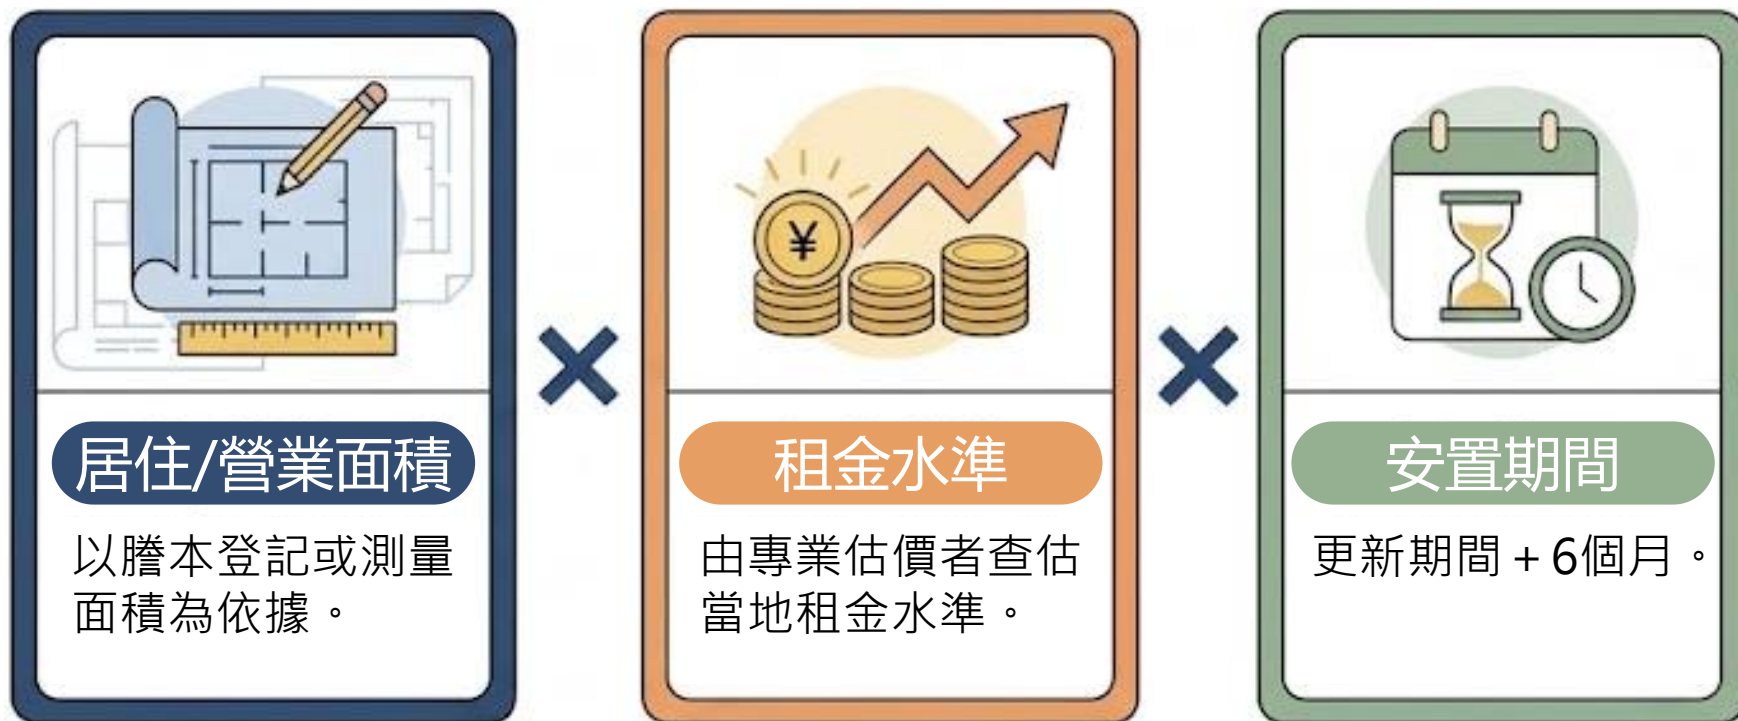 ¥
居住/營業面積
以謄本登記或測量
面積為依據。
×
租金水準
由專業估價者查估
當地租金水準。
×
安置期間
更新期間+6個月。